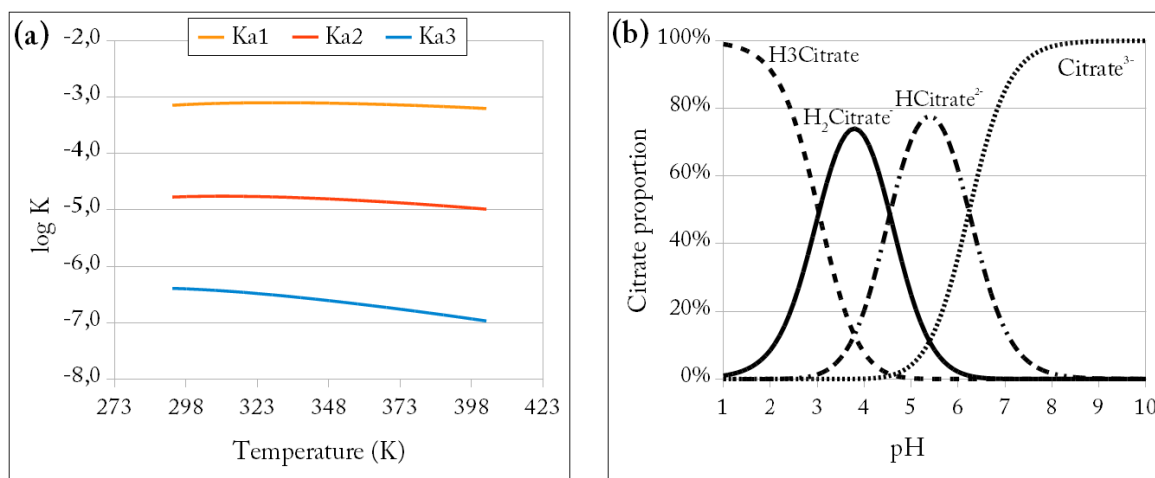 (a)
Ka1 Ka2 Ka3
-2,0
-3,0
-4,0
-5,0
-6,0
-7,0
-8,0
log K
273 298 323 348 373 398 423
Temperature (K)
(b)
100%
80%
60%
40%
20%
0%
Citrate proportion
H3Citrate
H₂Citrate⁻
HCitrate²⁻
Citrate³⁻
1 2 3 4 5 6 7 8 9 10
pH